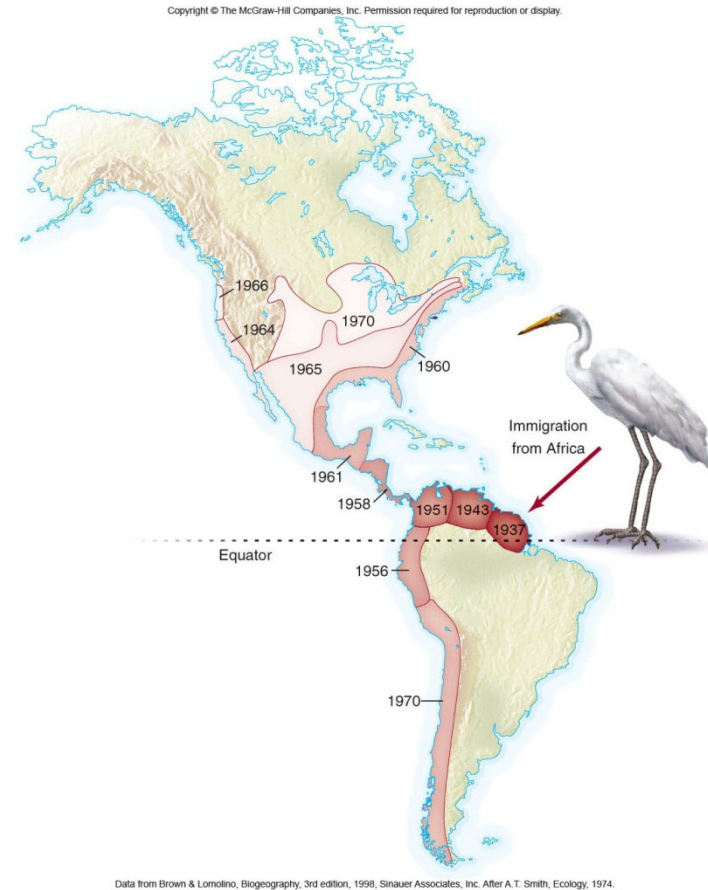 Copyright © The McGraw-Hill Companies, Inc. Permission required for reproduction or display.
1966
1964
1970
1965
1960
Immigration
from Africa
1961
1958
1951
1943
1937
Equator
1956
1970
Data from Brown & Lomolino, Biogeography, 3rd edition, 1998, Sinauer Associates, Inc. After A.T. Smith, Ecology, 1974.